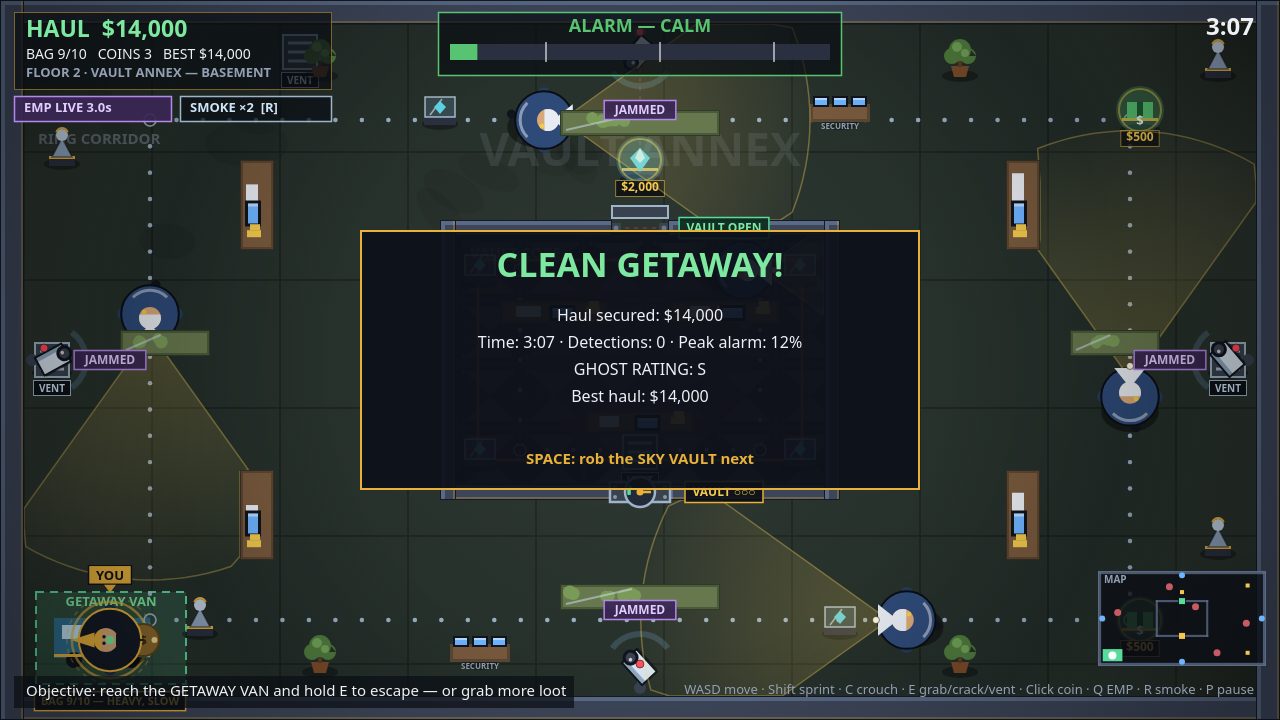 HAUL $14,000
BAG 9/10 COINS 3 BEST $14,000
FLOOR 2 · VAULT ANNEX — BASEMENT
EMP LIVE 3.0s
SMOKE ×2 [R]
ALARM — CALM
3:07
VENT
RING CORRIDOR
JAMMED
SECURITY
$500
VAULT ANNEX
$2,000
VAULT OPEN
CLEAN GETAWAY!
Haul secured: $14,000
Time: 3:07 · Detections: 0 · Peak alarm: 12%
GHOST RATING: S
Best haul: $14,000
SPACE: rob the SKY VAULT next
JAMMED
VENT
JAMMED
VENT
VAULT ○○○
YOU
GETAWAY VAN
JAMMED
SECURITY
MAP
$500
Objective: reach the GETAWAY VAN and hold E to escape — or grab more loot
WASD move · Shift sprint · C crouch · E grab/crack/vent · Click coin · Q EMP · R smoke · P pause
BAG 9/10 — HEAVY, SLOW